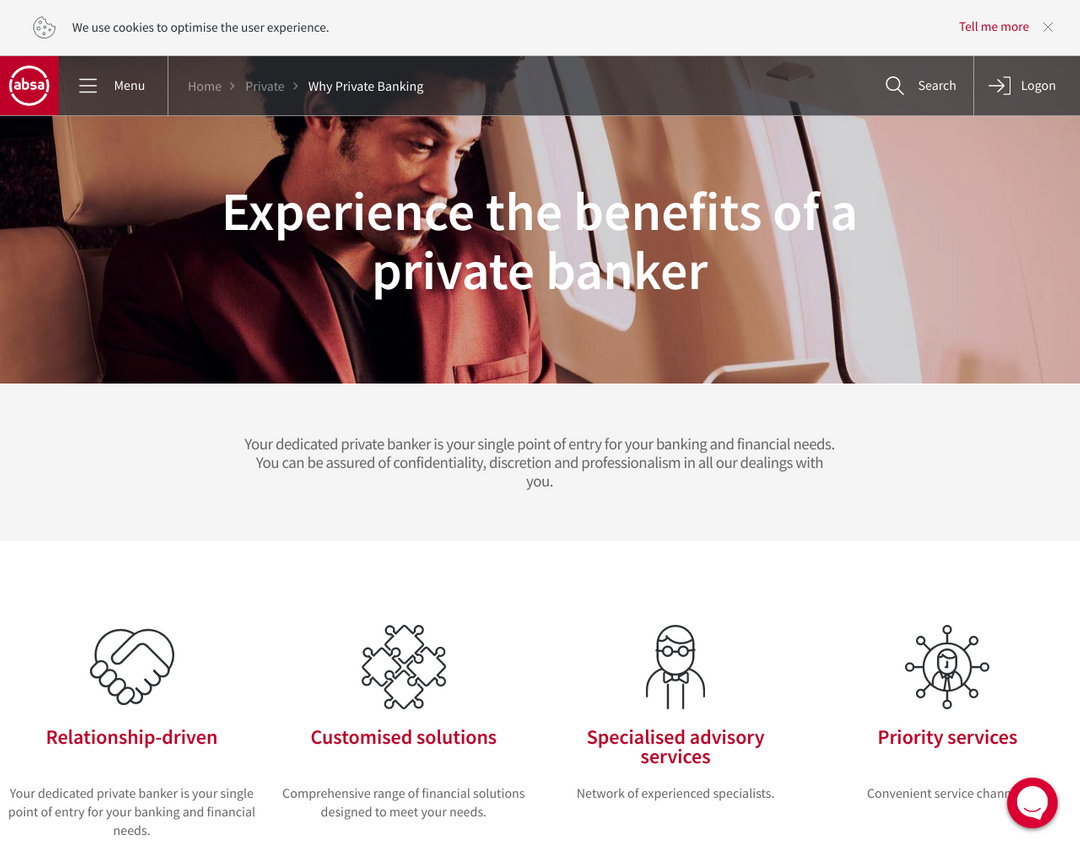 We use cookies to optimise the user experience.
Tell me more
absa
Menu
Home
Private
Why Private Banking
Search
Logon
Experience the benefits of a
private banker
Your dedicated private banker is your single point of entry for your banking and financial needs.
You can be assured of confidentiality, discretion and professionalism in all our dealings with
you.
Relationship-driven
Your dedicated private banker is your single
point of entry for your banking and financial
needs.
Customised solutions
Comprehensive range of financial solutions
designed to meet your needs.
Specialised advisory
services
Network of experienced specialists.
Priority services
Convenient service